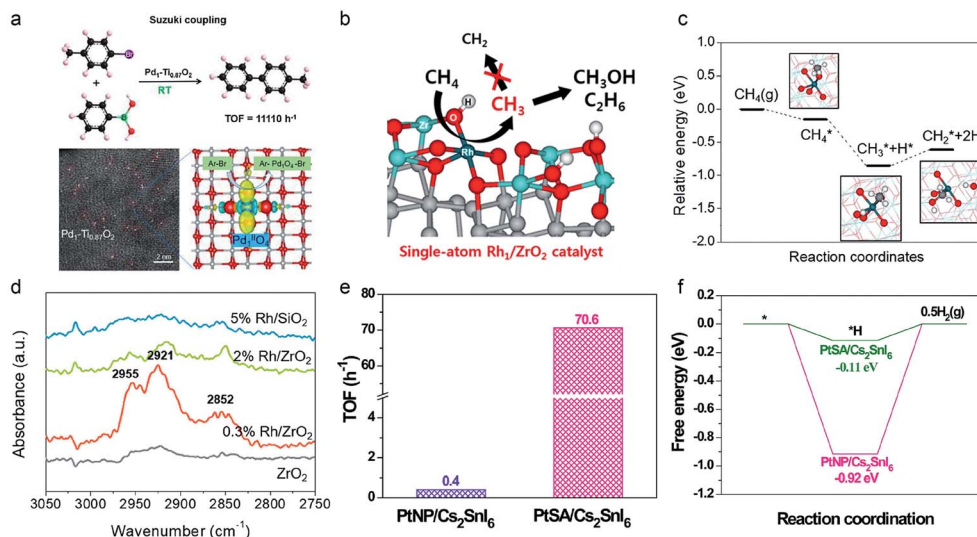 a
Suzuki coupling
Br
+
B
Pd1-Ti0.87O2
RT
TOF = 11110 h-1
Pd1-Ti0.87O2
2 nm
Ar-Br
Ar- Pd1O4 -Br
Pd1IIO4
b
CH2
CH4
CH3
CH3OH
C2H6
H
O
Zr
Rh
Single-atom Rh1/ZrO2 catalyst
c
Relative energy (eV)
1.0
0.5
0.0
-0.5
-1.0
-1.5
-2.0
CH4(g)
CH4*
CH3*+H*
CH2*+2H
Reaction coordinates
d
Absorbance (a.u.)
5% Rh/SiO2
2% Rh/ZrO2
2955
2921
2852
0.3% Rh/ZrO2
ZrO2
3050 3000 2950 2900 2850 2800 2750
Wavenumber (cm-1)
e
TOF (h-1)
80
60
4
2
0
0.4
70.6
PtNP/Cs2SnI6
PtSA/Cs2SnI6
f
Free energy (eV)
0.2
0.0
-0.2
-0.4
-0.6
-0.8
-1.0
-1.2
*
*H
0.5H2(g)
PtSA/Cs2SnI6
-0.11 eV
PtNP/Cs2SnI6
-0.92 eV
Reaction coordination